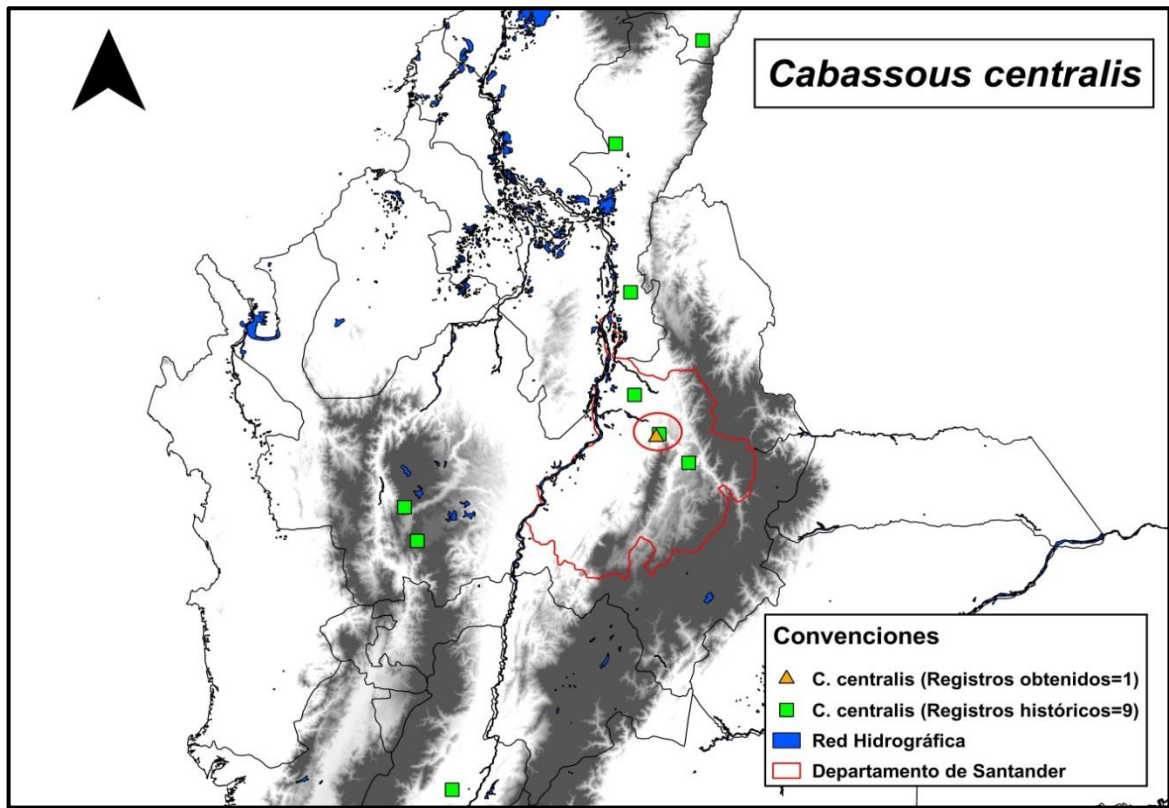 Cabassous centralis
Convenciones
C. centralis (Registros obtenidos=1)
C. centralis (Registros históricos=9)
Red Hidrográfica
Departamento de Santander